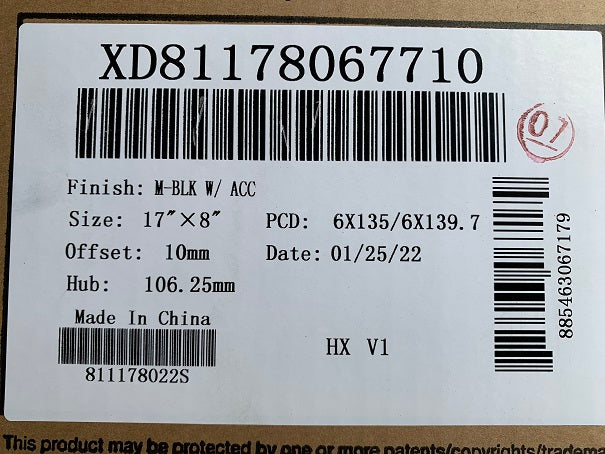 XD81178067710
01
Finish: M-BLK W/ ACC
Size: 17"×8" PCD: 6X135/6X139.7
Offset: 10mm Date: 01/25/22
Hub: 106.25mm
Made In China
811178022S
HX V1
885463067179
This product may be protected by one or more patents/copyrights/tradema